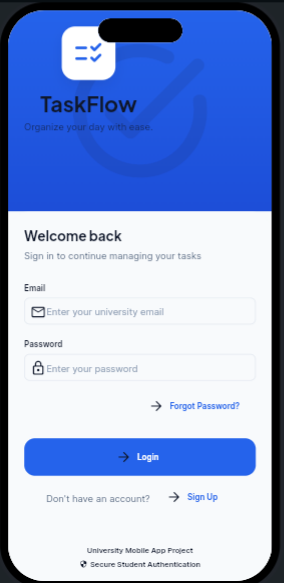 TaskFlow
Organize your day with ease.
Welcome back
Sign in to continue managing your tasks
Email
Enter your university email
Password
Enter your password
Forgot Password?
Login
Don't have an account? Sign Up
University Mobile App Project
Secure Student Authentication